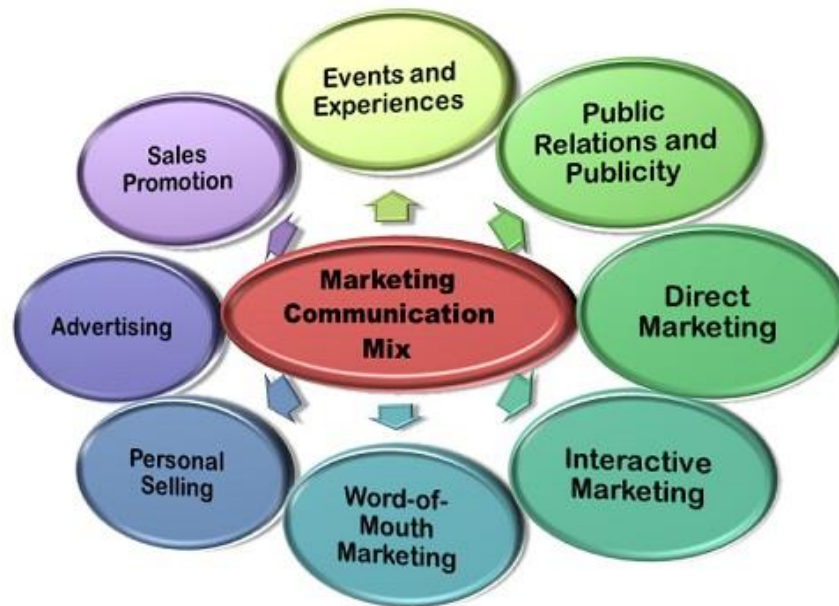 Events and
Experiences
Public
Relations and
Publicity
Direct
Marketing
Interactive
Marketing
Word-of-
Mouth
Marketing
Personal
Selling
Advertising
Sales
Promotion
Marketing
Communication
Mix